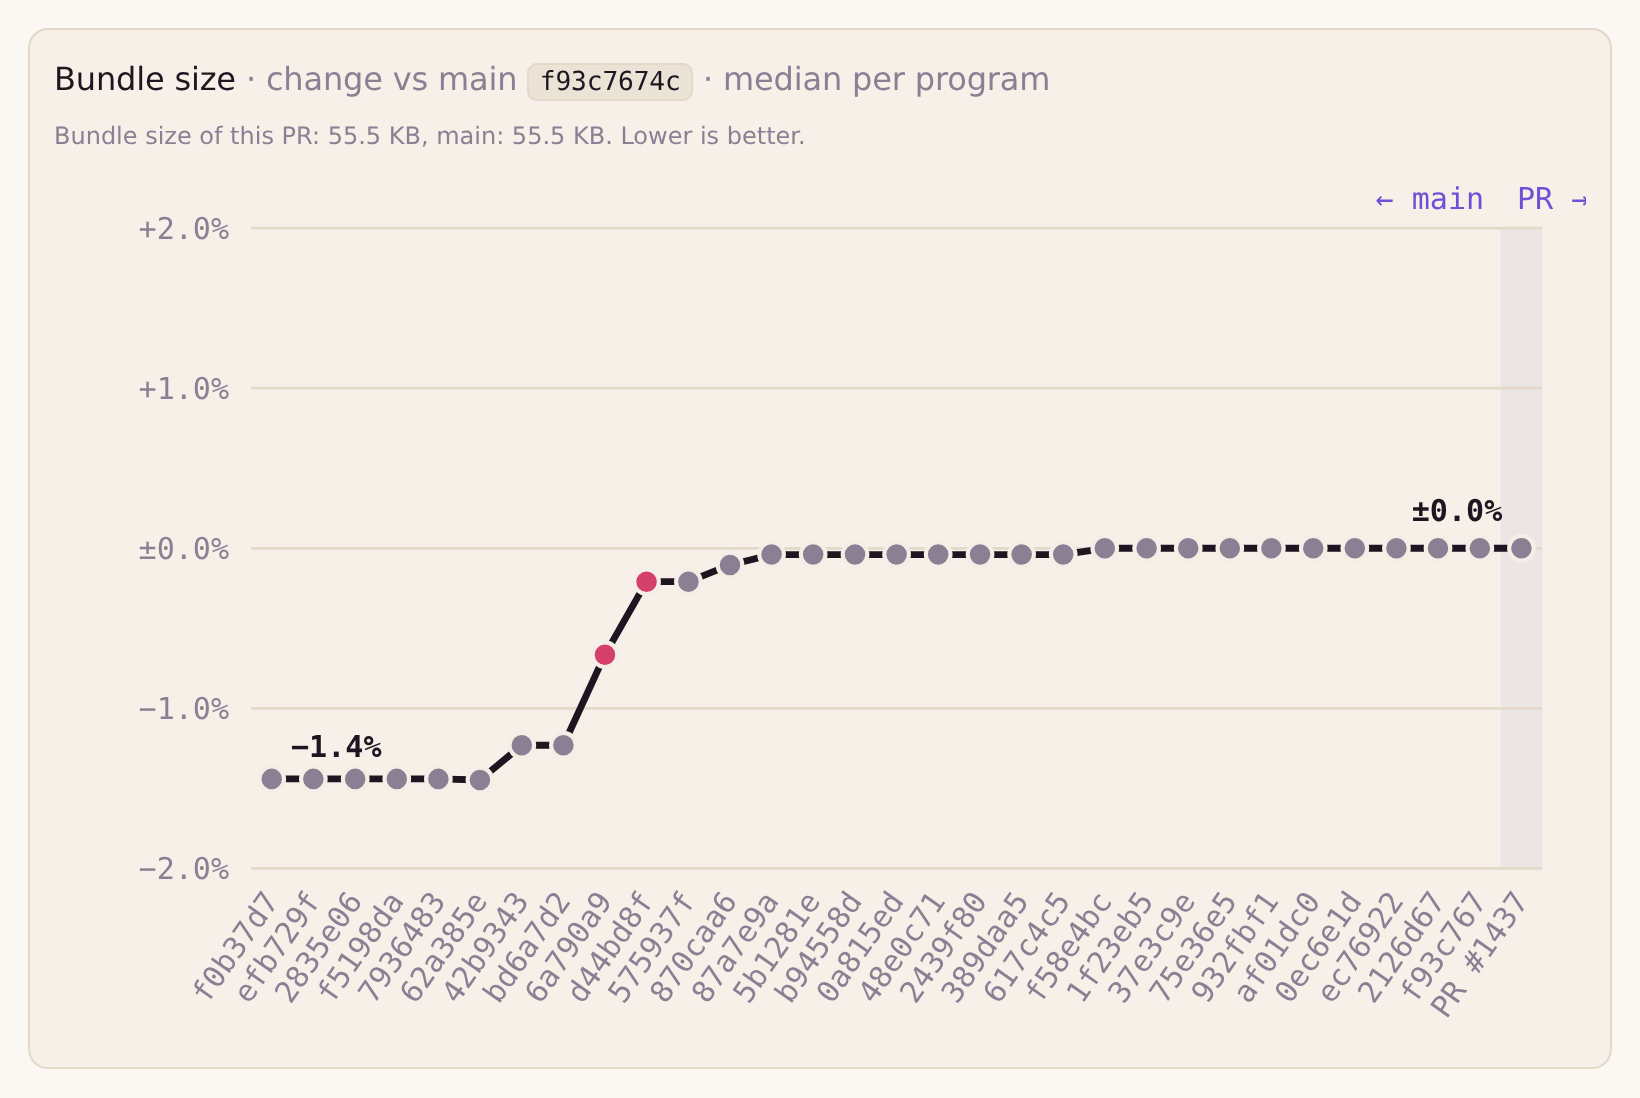 Bundle size · change vs main f93c7674c · median per program
Bundle size of this PR: 55.5 KB, main: 55.5 KB. Lower is better.
← main PR →
+2.0%
+1.0%
±0.0%
−1.0%
−2.0%
−1.4%
±0.0%
f0b37d7
efb729f
2835e06
f5198da
7936483
62a385e
42b9343
bd6a7d2
6a790a9
d44bd8f
575937f
870caa6
87a7e9a
5b1281e
b94558d
0a815ed
48e0c71
2439f80
389daa5
617c4c5
f58e4bc
1f23eb5
37e3c9e
75e36e5
932fbf1
af01dc0
0ec6e1d
ec76922
2126d67
f93c767
PR #1437